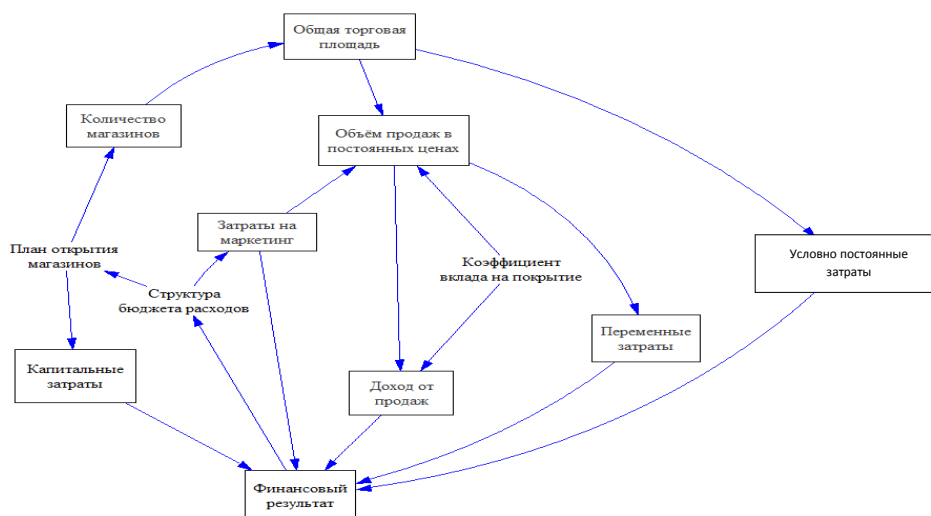 Общая торговая
площадь
Количество
магазинов
Объём продаж в
постоянных ценах
Затраты на
маркетинг
План открытия
магазинов
Коэффициент
вклада на покрытие
Условно постоянные
затраты
Структура
бюджета расходов
Переменные
затраты
Капитальные
затраты
Доход от
продаж
Финансовый
результат